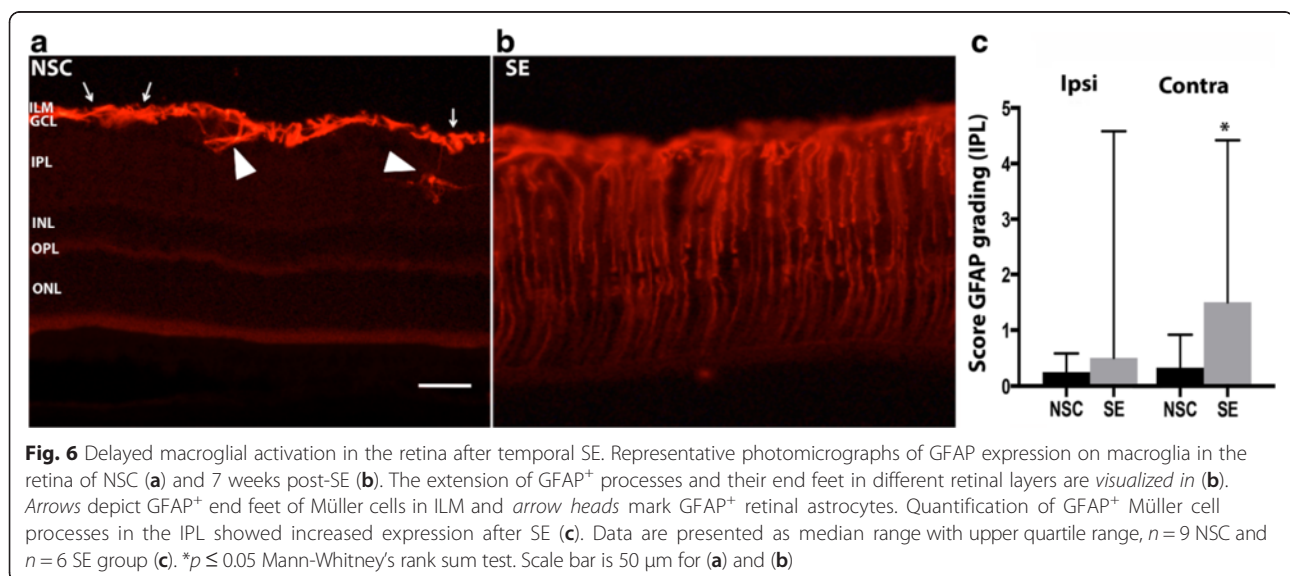 a
NSC
ILM
GCL
IPL
INL
OPL
ONL
b
SE
c
Ipsi Contra
Score GFAP grading (IPL)
5
4
3
2
1
0
*
NSC SE NSC SE
Fig. 6 Delayed macroglial activation in the retina after temporal SE. Representative photomicrographs of GFAP expression on macroglia in the
retina of NSC (a) and 7 weeks post-SE (b). The extension of GFAP⁺ processes and their end feet in different retinal layers are visualized in (b).
Arrows depict GFAP⁺ end feet of Müller cells in ILM and arrow heads mark GFAP⁺ retinal astrocytes. Quantification of GFAP⁺ Müller cell
processes in the IPL showed increased expression after SE (c). Data are presented as median range with upper quartile range, n = 9 NSC and
n = 6 SE group (c). *p ≤ 0.05 Mann-Whitney's rank sum test. Scale bar is 50 μm for (a) and (b)